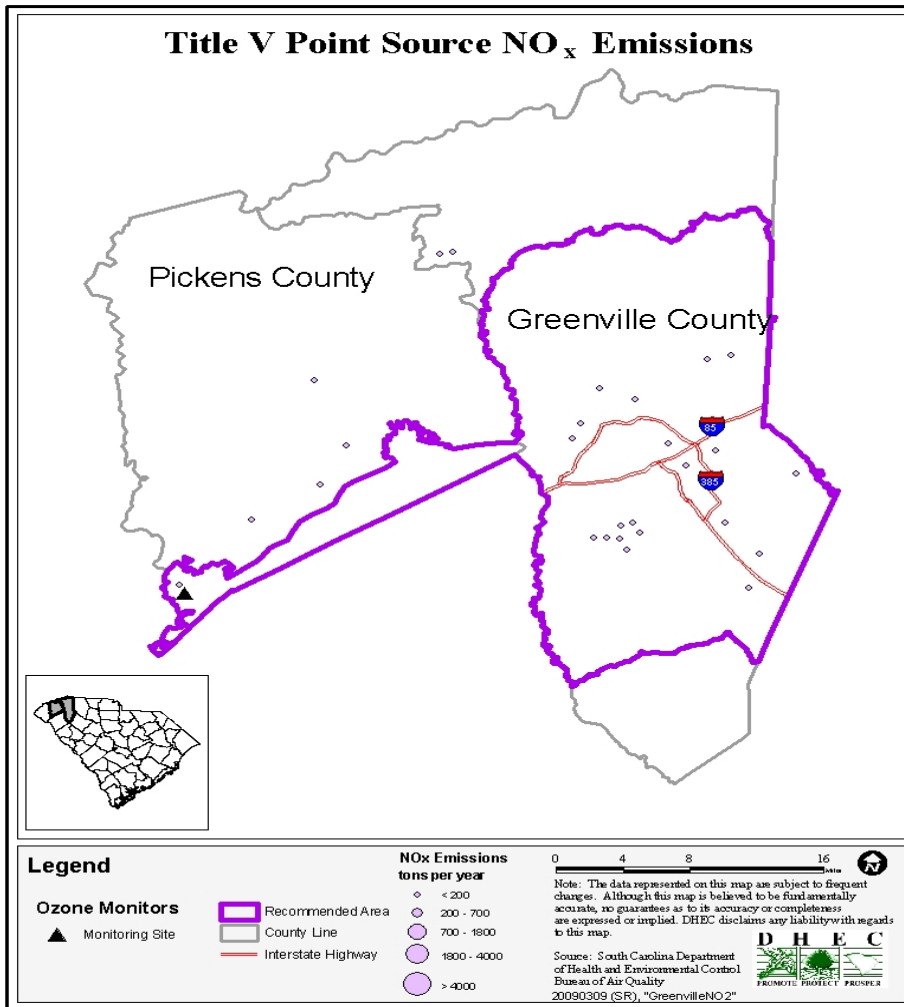 Title V Point Source NOx Emissions
Pickens County
Greenville County
85
385
Legend
Ozone Monitors
Monitoring Site
Recommended Area
County Line
Interstate Highway
NOx Emissions
tons per year
< 200
200 - 700
700 - 1800
1800 - 4000
> 4000
0 4 8 16
Miles
N
Note: The data represented on this map are subject to frequent
changes. Although this map is believed to be fundamentally
accurate, no guarantees as to its accuracy or completeness
are expressed or implied. DHEC disclaims any liability with regards
to this map.
Source: South Carolina Department
of Health and Environmental Control
Bureau of Air Quality
20090309 (SR), "GreenvilleNO2"
D H E C
PROMOTE PROTECT PROSPER